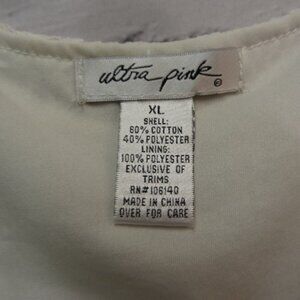 ultra pink
XL
SHELL:
60% COTTON
40% POLYESTER
LINING:
100% POLYESTER
EXCLUSIVE OF
TRIMS
RN#106140
MADE IN CHINA
OVER FOR CARE